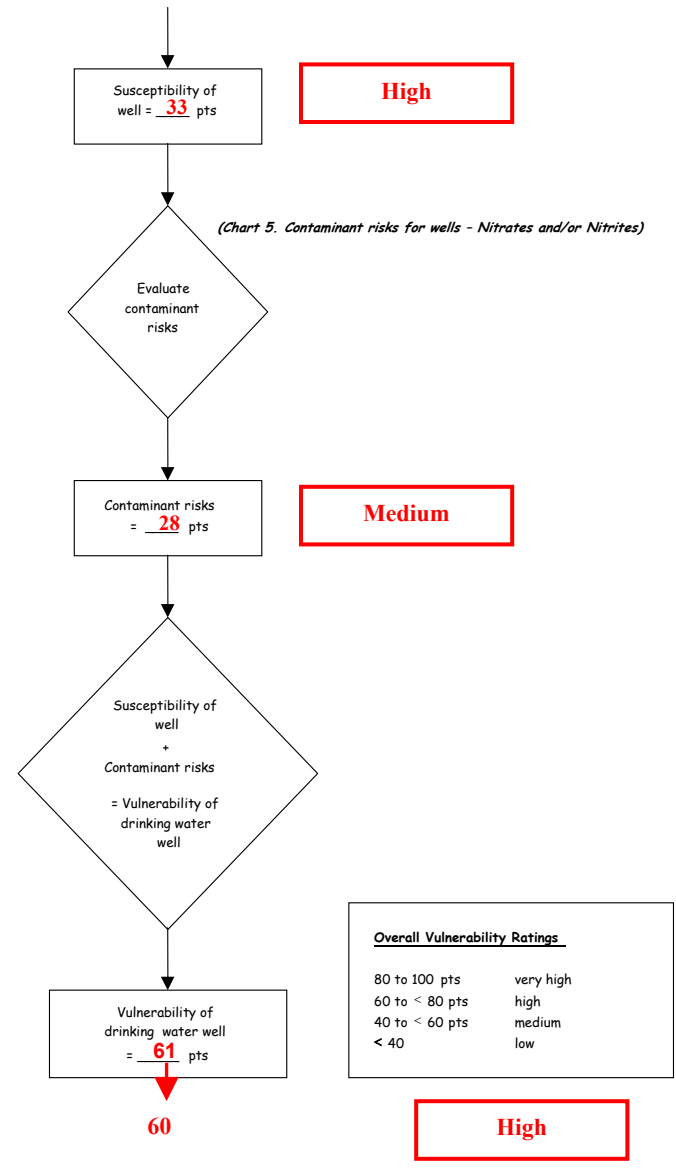 Susceptibility of
well = 33 pts
High
(Chart 5. Contaminant risks for wells – Nitrates and/or Nitrites)
Evaluate
contaminant
risks
Contaminant risks
= 28 pts
Medium
Susceptibility of
well
+
Contaminant risks
= Vulnerability of
drinking water
well
Overall Vulnerability Ratings
80 to 100 pts very high
60 to < 80 pts high
40 to < 60 pts medium
< 40 low
Vulnerability of
drinking water well
= 61 pts
60
High